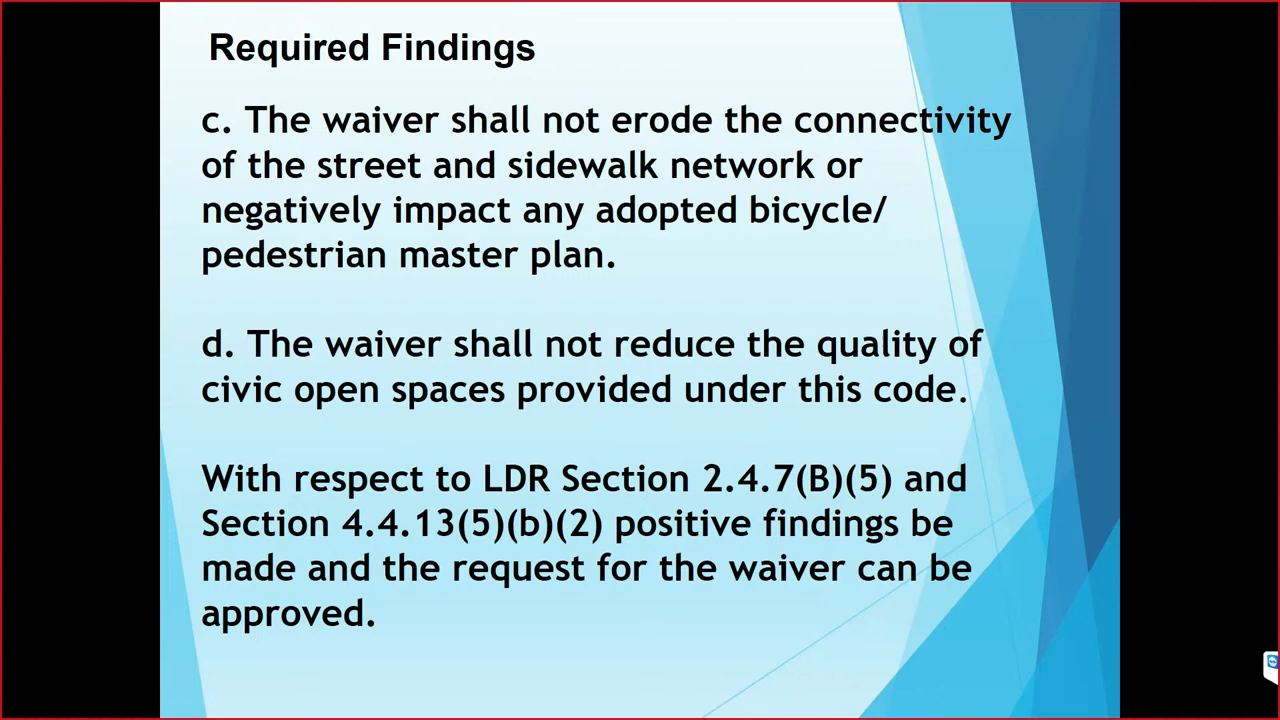 Required Findings
c. The waiver shall not erode the connectivity
of the street and sidewalk network or
negatively impact any adopted bicycle/
pedestrian master plan.
d. The waiver shall not reduce the quality of
civic open spaces provided under this code.
With respect to LDR Section 2.4.7(B)(5) and
Section 4.4.13(5)(b)(2) positive findings be
made and the request for the waiver can be
approved.